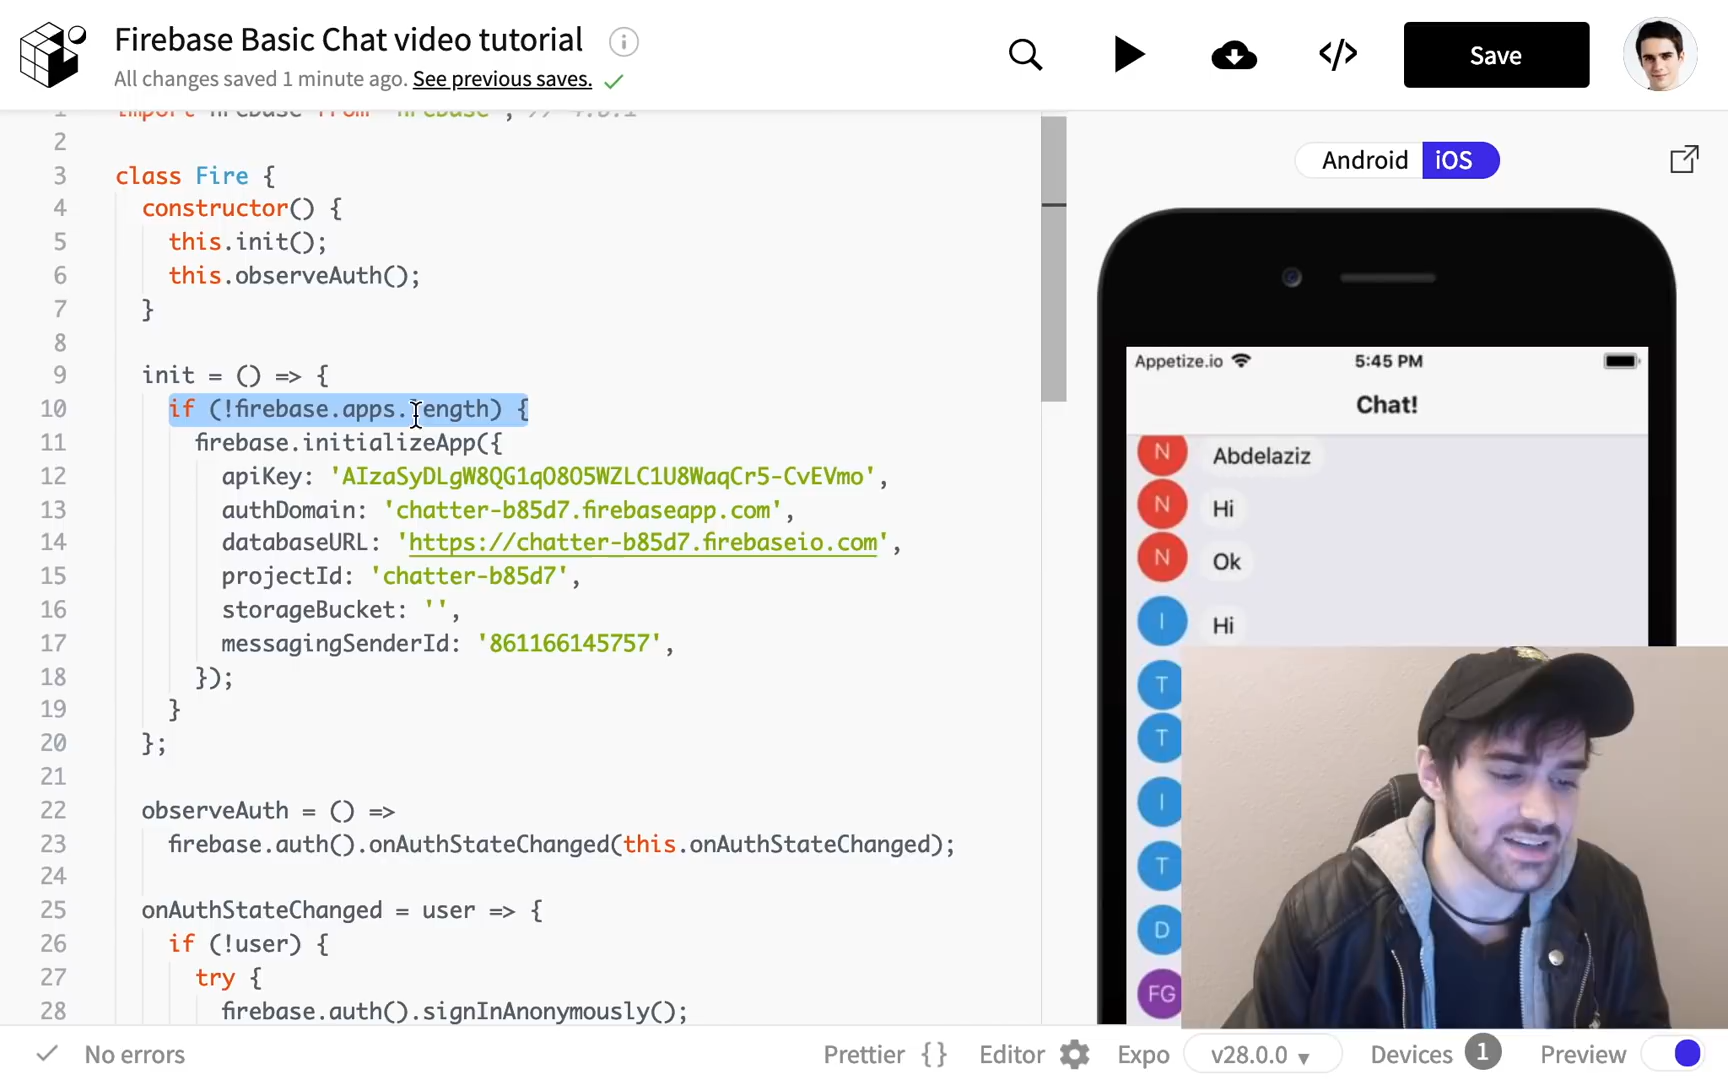 Firebase Basic Chat video tutorial
All changes saved 1 minute ago. See previous saves.
Save
2
3 class Fire {
4 constructor() {
5 this.init();
6 this.observeAuth();
7 }
8
9 init = () => {
10 if (!firebase.apps.length) {
11 firebase.initializeApp({
12 apiKey: 'AIzaSyDLgW8QG1qO8O5WZLC1U8WaqCr5-CvEVmo',
13 authDomain: 'chatter-b85d7.firebaseapp.com',
14 databaseURL: 'https://chatter-b85d7.firebaseio.com',
15 projectId: 'chatter-b85d7',
16 storageBucket: '',
17 messagingSenderId: '861166145757',
18 });
19 }
20 };
21
22 observeAuth = () =>
23 firebase.auth().onAuthStateChanged(this.onAuthStateChanged);
24
25 onAuthStateChanged = user => {
26 if (!user) {
27 try {
28 firebase.auth().signInAnonymously();
Android iOS
Appetize.io 5:45 PM
Chat!
N Abdelaziz
N Hi
N Ok
I Hi
T
T
I
T
D
FG
No errors Prettier {} Editor Expo v28.0.0 Devices 1 Preview